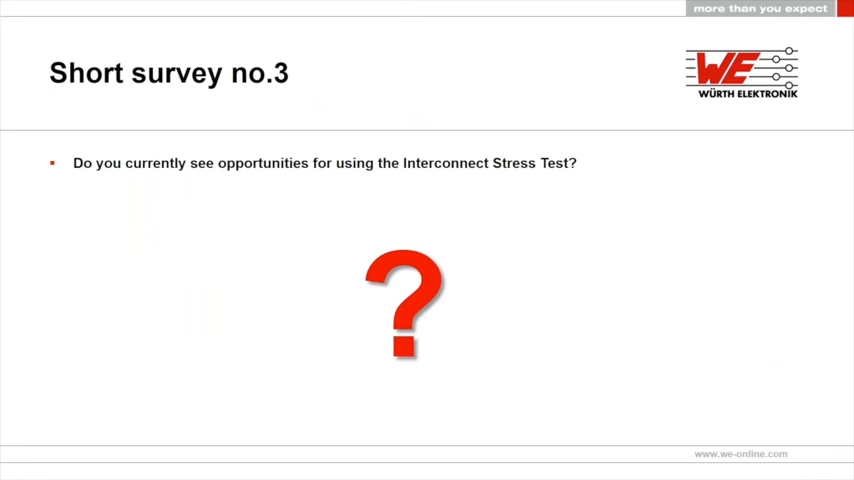 more than you expect
Short survey no.3
WE
WÜRTH ELEKTRONIK
Do you currently see opportunities for using the Interconnect Stress Test?
?
www.we-online.com